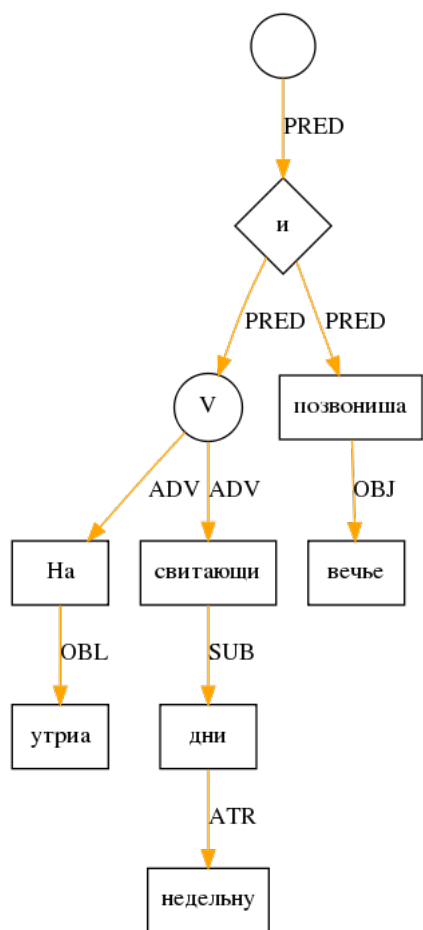 PRED
и
PRED PRED
V позвониша
ADV ADV OBJ
На свитающи вечье
OBL SUB
утриа дни
ATR
недельну